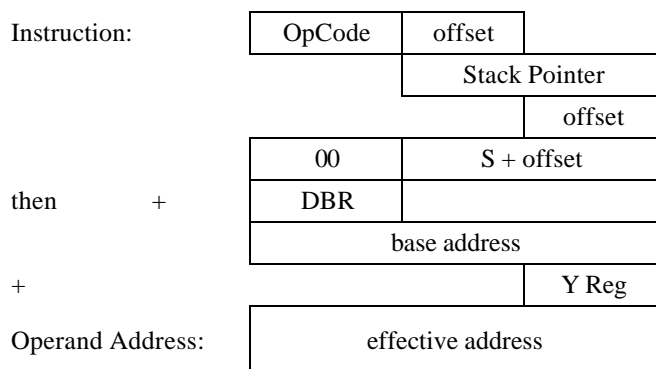 Instruction: OpCode offset
Stack Pointer
offset
00 S + offset
then + DBR
base address
+ Y Reg
Operand Address: effective address